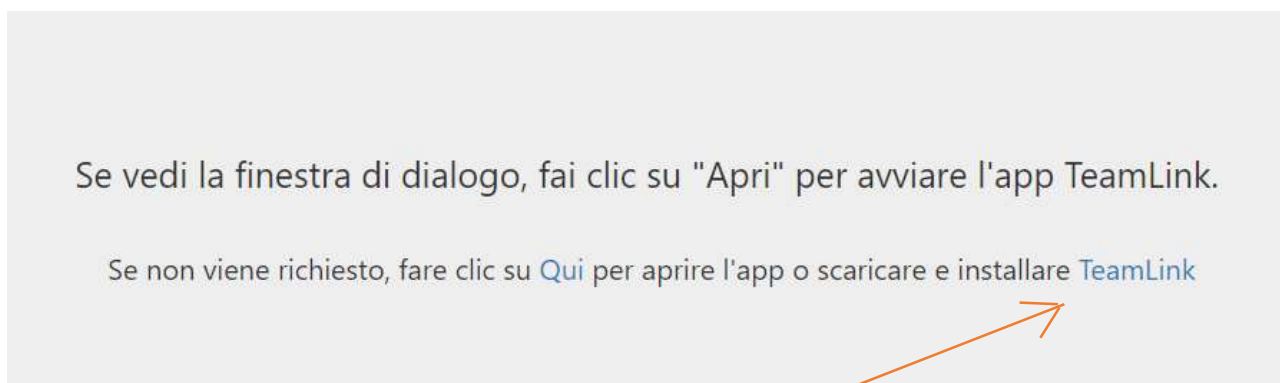 Se vedi la finestra di dialogo, fai clic su "Apri" per avviare l'app TeamLink.
Se non viene richiesto, fare clic su Qui per aprire l'app o scaricare e installare TeamLink